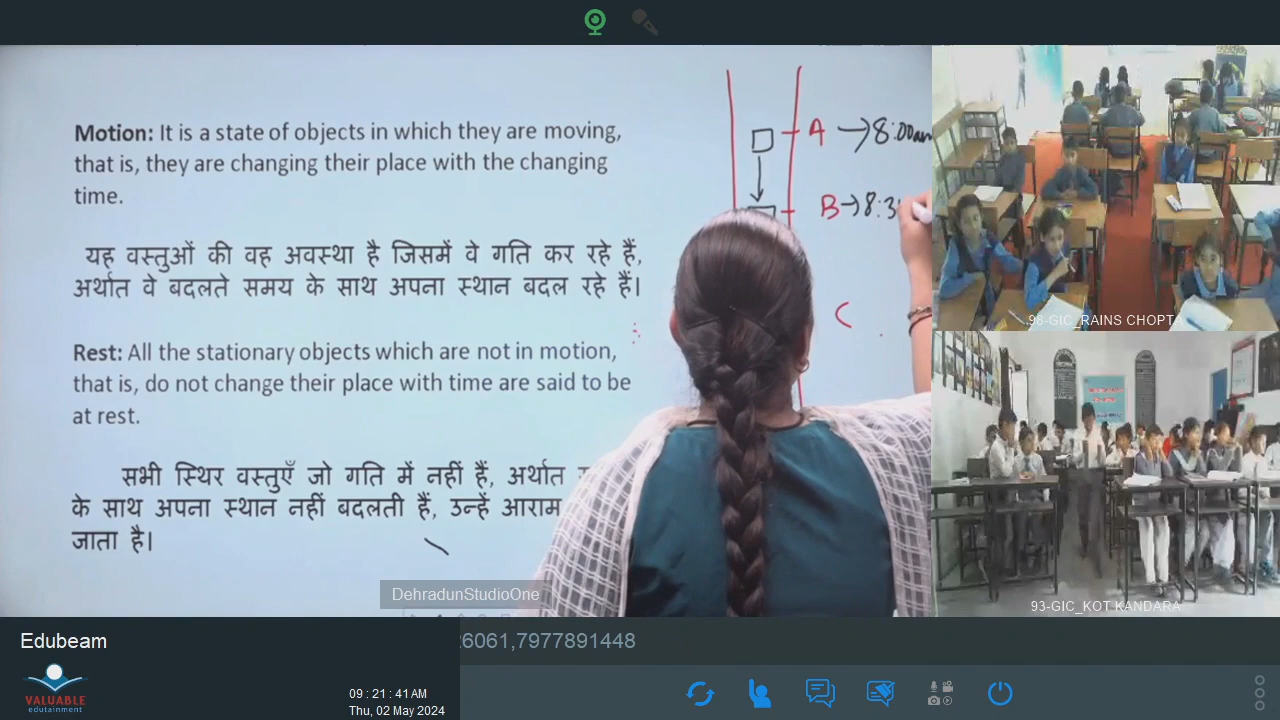 Motion: It is a state of objects in which they are moving,
that is, they are changing their place with the changing
time.
यह वस्तुओं की वह अवस्था है जिसमें वे गति कर रहे हैं,
अर्थात वे बदलते समय के साथ अपना स्थान बदल रहे हैं।
Rest: All the stationary objects which are not in motion,
that is, do not change their place with time are said to be
at rest.
सभी स्थिर वस्तुएँ जो गति में नहीं हैं, अर्थात
के साथ अपना स्थान नहीं बदलती हैं, उन्हें आराम
जाता है।
A → 8:00am
B → 8:3
C
98-GIC_RAINS CHOPTA
93-GIC_KOT KANDARA
DehradunStudioOne
Edubeam
26061,7977891448
VALUABLE
edutainment
09 : 21 : 41 AM
Thu, 02 May 2024